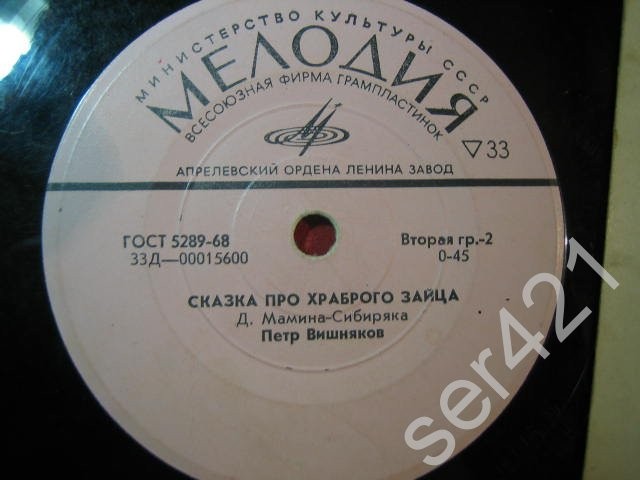 МИНИСТЕРСТВО КУЛЬТУРЫ СССР
МЕЛОДИЯ
ВСЕСОЮЗНАЯ ФИРМА ГРАМПЛАСТИНОК
▽33
АПРЕЛЕВСКИЙ ОРДЕНА ЛЕНИНА ЗАВОД
ГОСТ 5289-68
Вторая гр.-2
33Д—00015600
0-45
СКАЗКА ПРО ХРАБРОГО ЗАЙЦА
Д. Мамина-Сибиряка
Петр Вишняков
ser421